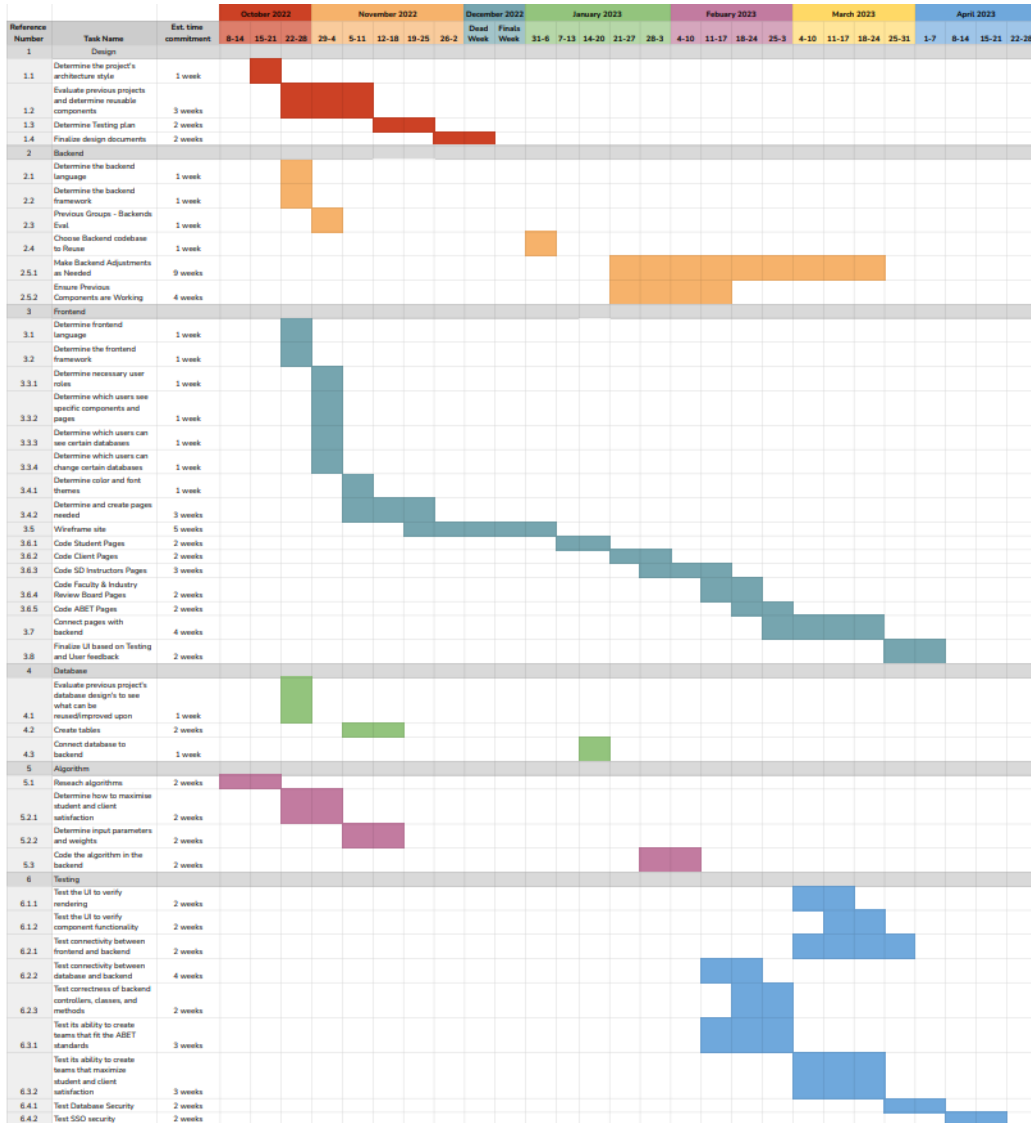 October 2022 November 2022 December 2022 January 2023 Febuary 2023 March 2023 April 2023
Reference Number Task Name Est. time commitment 8-14 15-21 22-28 29-4 5-11 12-18 19-25 26-2 Dead Week Finals Week 31-6 7-13 14-20 21-27 28-3 4-10 11-17 18-24 25-3 4-10 11-17 18-24 25-31 1-7 8-14 15-21 22-28
1 Design
Determine the project's
1.1 architecture style 1 week
Evaluate previous projects
and determine reusable
1.2 components 3 weeks
1.3 Determine Testing plan 2 weeks
1.4 Finalize design documents 2 weeks
2 Backend
Determine the backend
2.1 language 1 week
Determine the backend
2.2 framework 1 week
Previous Groups - Backends
2.3 Eval 1 week
Choose Backend codebase
2.4 to Reuse 1 week
Make Backend Adjustments
2.5.1 as Needed 9 weeks
Ensure Previous
2.5.2 Components are Working 4 weeks
3 Frontend
Determine frontend
3.1 language 1 week
Determine the frontend
3.2 framework 1 week
Determine necessary user
3.3.1 roles 1 week
Determine which users see
specific components and
3.3.2 pages 1 week
Determine which users can
3.3.3 see certain databases 1 week
Determine which users can
3.3.4 change certain databases 1 week
Determine color and font
3.4.1 themes 1 week
Determine and create pages
3.4.2 needed 3 weeks
3.5 Wireframe site 5 weeks
3.6.1 Code Student Pages 2 weeks
3.6.2 Code Client Pages 2 weeks
3.6.3 Code SD Instructors Pages 3 weeks
Code Faculty & Industry
3.6.4 Review Board Pages 2 weeks
3.6.5 Code ABET Pages 2 weeks
Connect pages with
3.7 backend 4 weeks
Finalize UI based on Testing
3.8 and User feedback 2 weeks
4 Database
Evaluate previous project's
database design's to see
what can be
4.1 reused/improved upon 1 week
4.2 Create tables 2 weeks
Connect database to
4.3 backend 1 week
5 Algorithm
5.1 Reseach algorithms 2 weeks
Determine how to maximise
student and client
5.2.1 satisfaction 2 weeks
Determine input parameters
5.2.2 and weights 2 weeks
Code the algorithm in the
5.3 backend 2 weeks
6 Testing
Test the UI to verify
6.1.1 rendering 2 weeks
Test the UI to verify
6.1.2 component functionality 2 weeks
Test connectivity between
6.2.1 frontend and backend 2 weeks
Test connectivity between
6.2.2 database and backend 4 weeks
Test correctness of backend
controllers, classes, and
6.2.3 methods 2 weeks
Test its ability to create
teams that fit the ABET
6.3.1 standards 3 weeks
Test its ability to create
teams that maximize
student and client
6.3.2 satisfaction 3 weeks
6.4.1 Test Database Security 2 weeks
6.4.2 Test SSO security 2 weeks